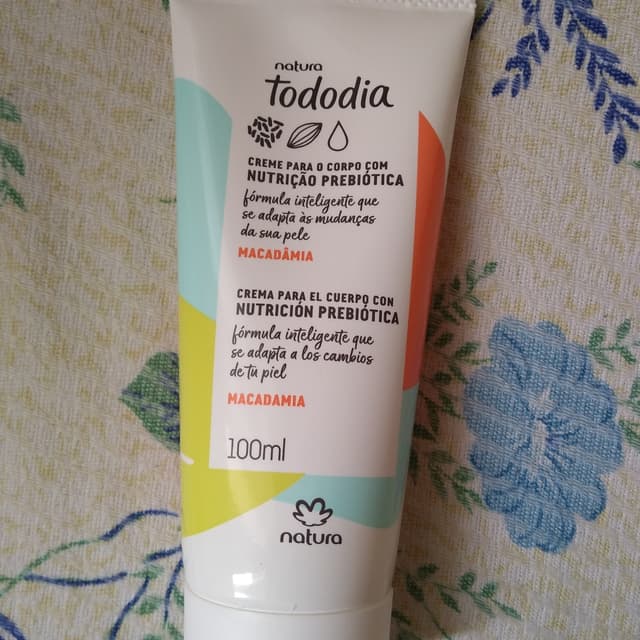 natura
Tododia
CREME PARA O CORPO COM
NUTRIÇÃO PREBIÓTICA
fórmula inteligente que
se adapta às mudanças
da sua pele
MACADÂMIA
CREMA PARA EL CUERPO CON
NUTRICIÓN PREBIÓTICA
fórmula inteligente que
se adapta a los cambios
de tu piel
MACADAMIA
100ml
natura